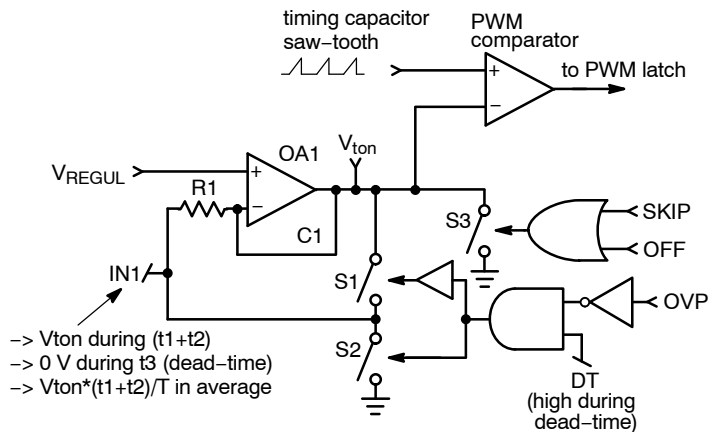 timing capacitor
saw−tooth
PWM
comparator
+
−
to PWM latch
Vton
OA1
VREGUL
+
−
R1
C1
S3
SKIP
OFF
IN1
S1
OVP
−> Vton during (t1+t2)
−> 0 V during t3 (dead−time)
−> Vton*(t1+t2)/T in average
S2
DT
(high during
dead−time)